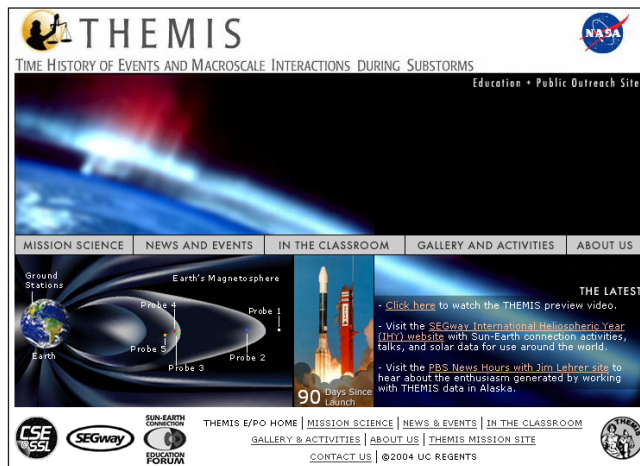 THEMIS
NASA
TIME HISTORY OF EVENTS AND MACROSCALE INTERACTIONS DURING SUBSTORMS
Education + Public Outreach Site
MISSION SCIENCE
NEWS AND EVENTS
IN THE CLASSROOM
GALLERY AND ACTIVITIES
ABOUT US
Ground
Stations
Earth's Magnetosphere
Probe 4
Probe 1
Probe 5
Probe 2
Earth
Probe 3
90 Days Since
Launch
THE LATEST
- Click here to watch the THEMIS preview video.
- Visit the SEGway International Heliospheric Year
(IHY) website with Sun-Earth connection activities,
talks, and solar data for use around the world.
- Visit the PBS News Hours with Jim Lehrer site to
hear about the enthusiasm generated by working
with THEMIS data in Alaska.
CSE
@SSL
SEGway
SUN-EARTH
CONNECTION
EDUCATION
FORUM
THEMIS E/PO HOME | MISSION SCIENCE | NEWS & EVENTS | IN THE CLASSROOM
GALLERY & ACTIVITIES | ABOUT US | THEMIS MISSION SITE
CONTACT US | ©2004 UC REGENTS
THEMIS